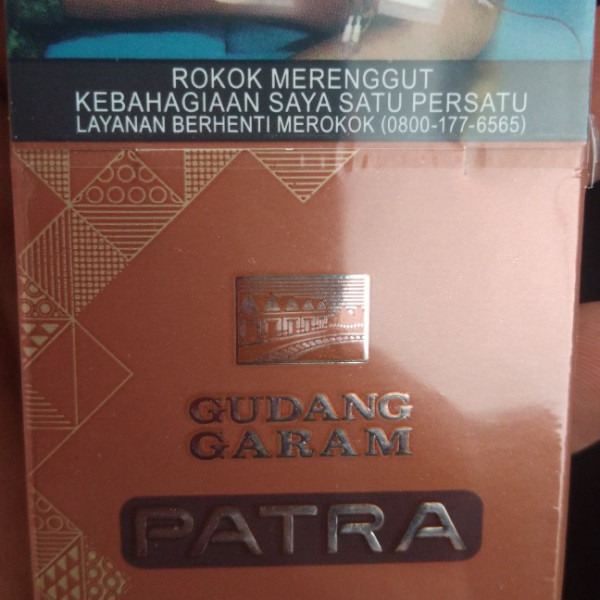 ROKOK MERENGGUT
KEBAHAGIAAN SAYA SATU PERSATU
LAYANAN BERHENTI MEROKOK (0800-177-6565)
GUDANG
GARAM
PATRA